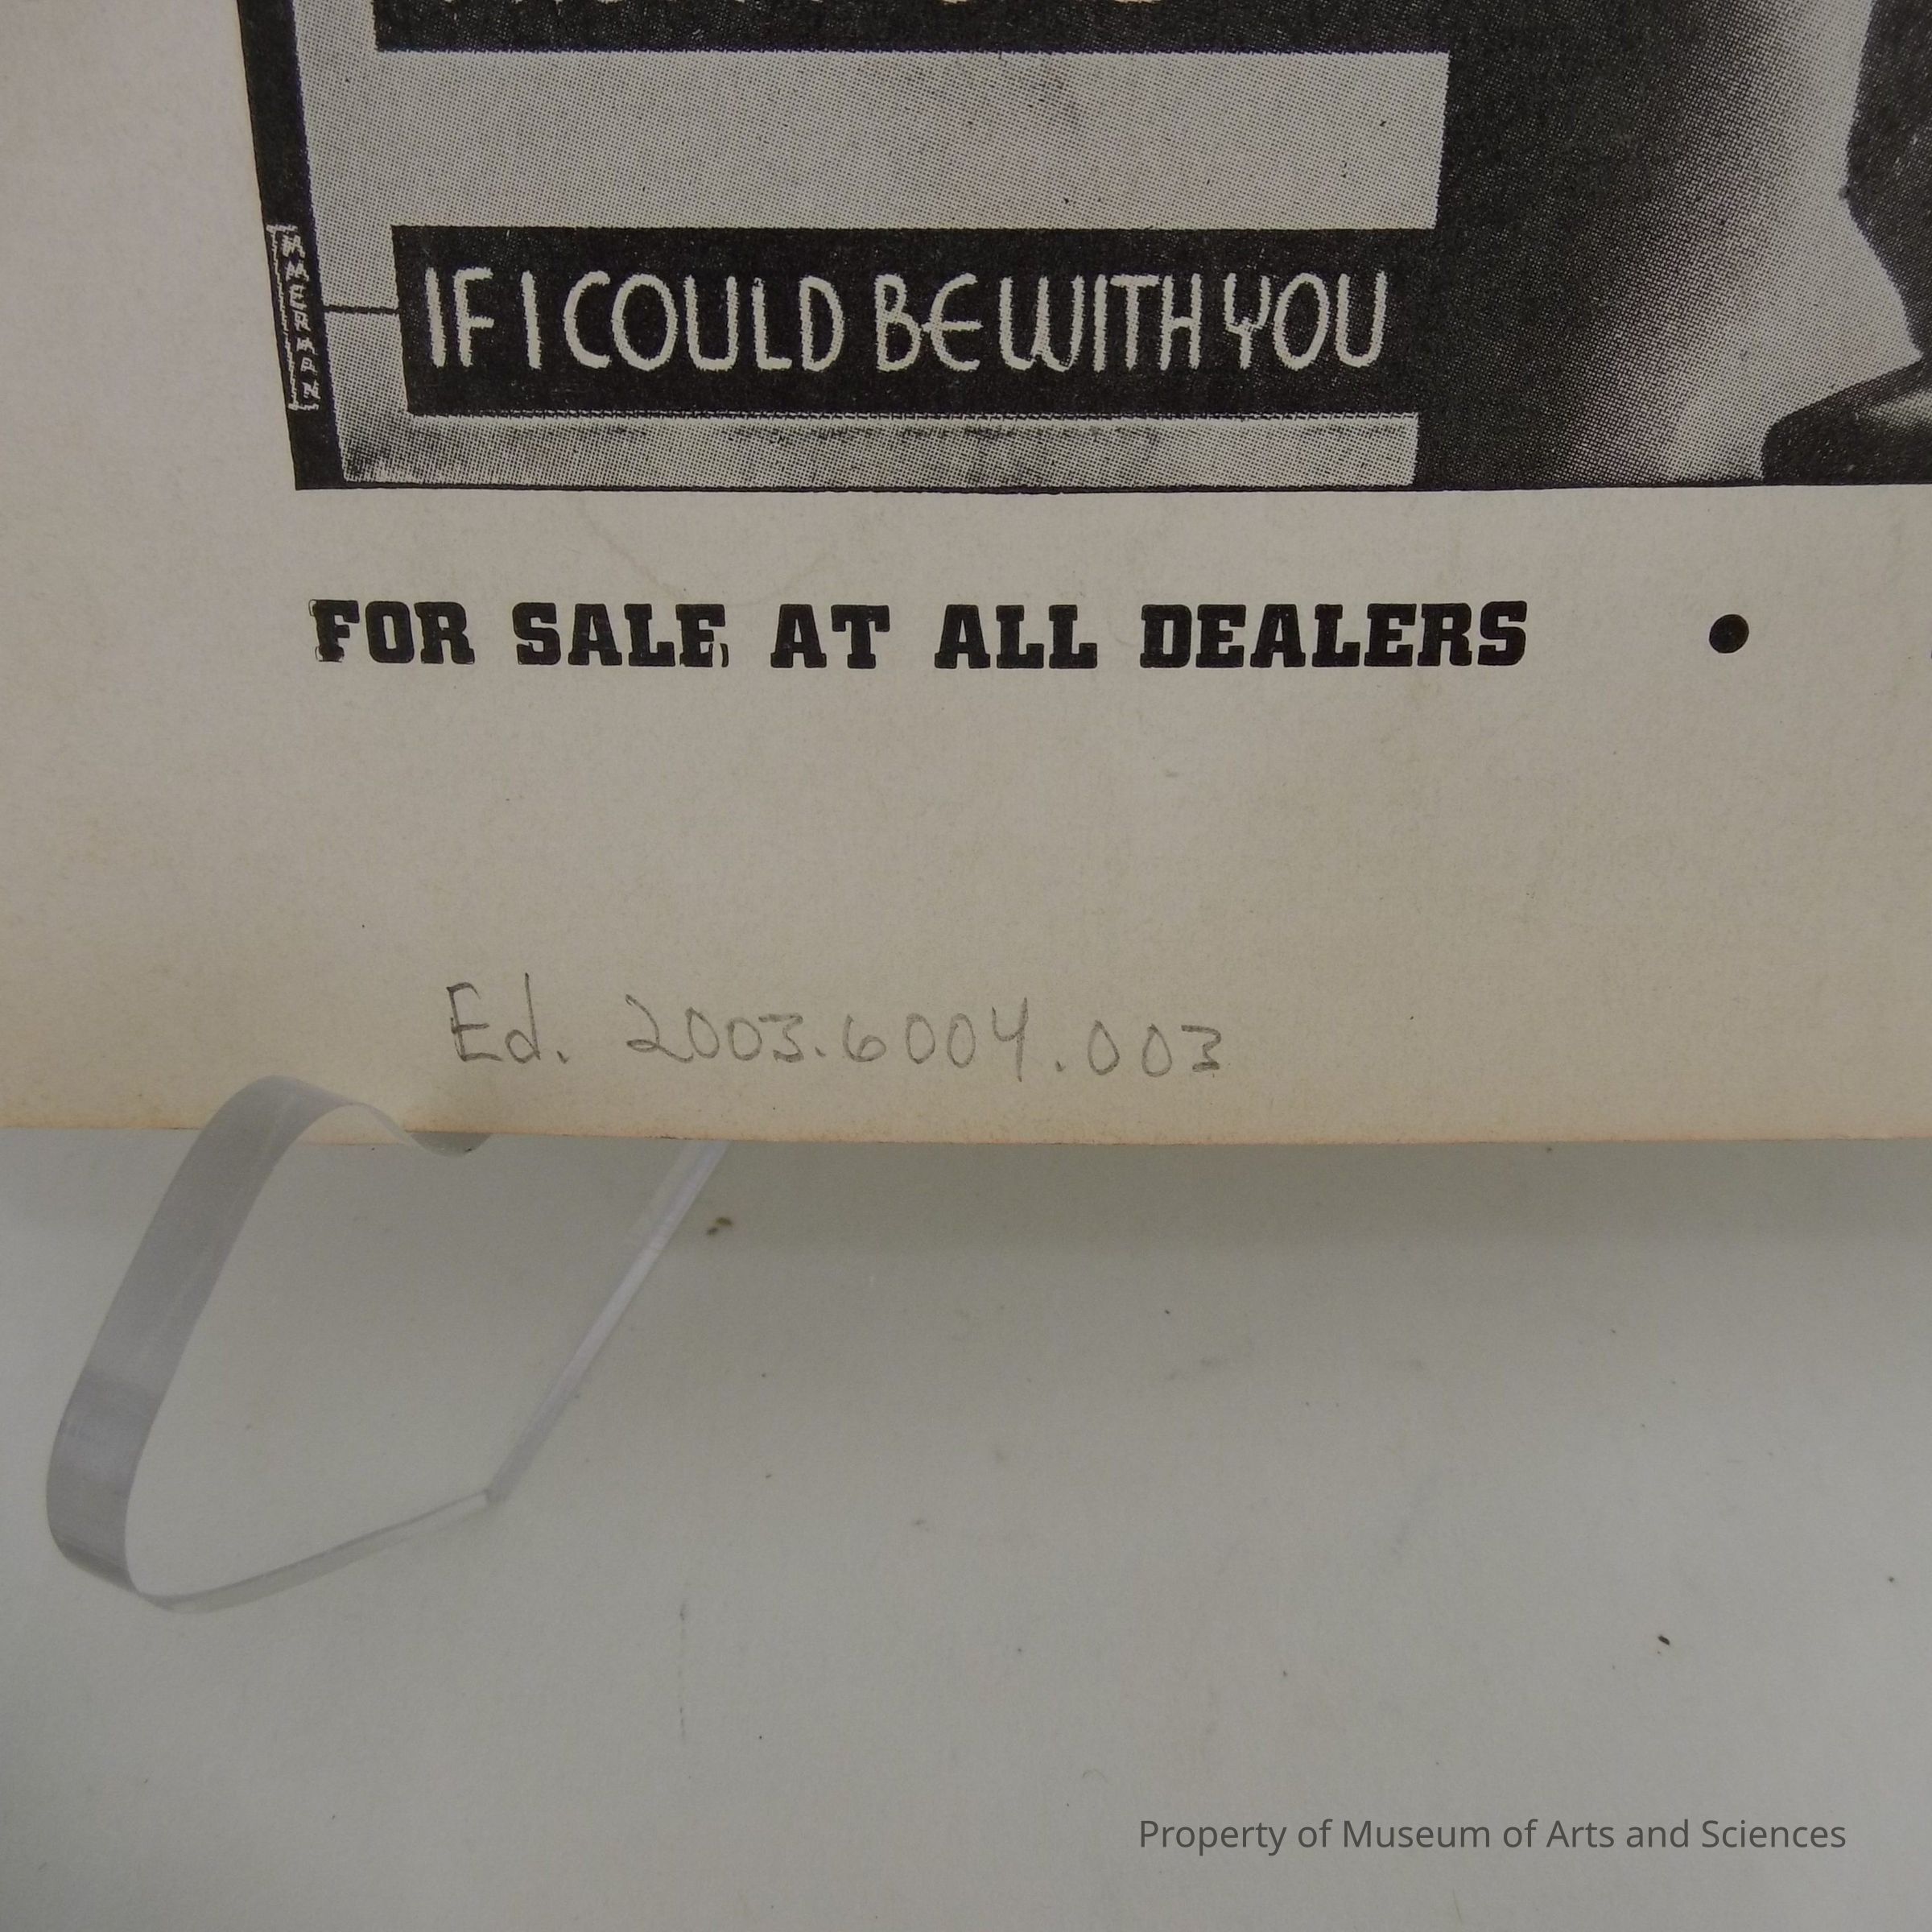 IMMERMAN
IF I COULD BE WITH YOU
FOR SALE AT ALL DEALERS •
Ed. 2003.6004.003
Property of Museum of Arts and Sciences